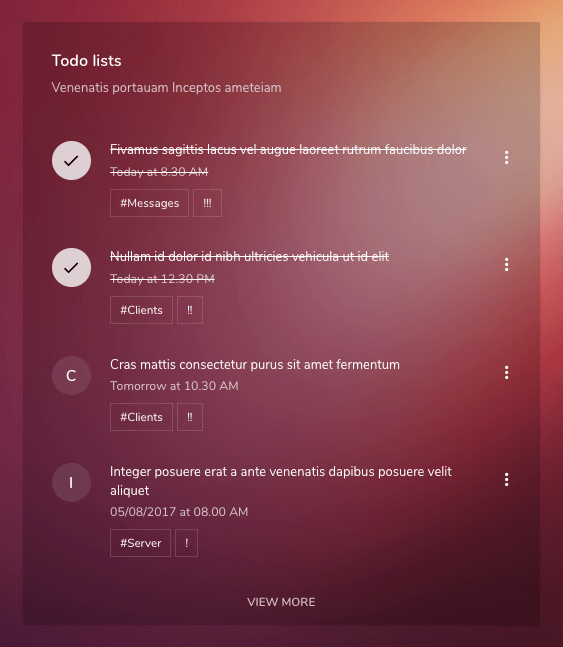 Todo lists
Venenatis portauam Inceptos ameteiam
Fivamus sagittis lacus vel augue laoreet rutrum faucibus dolor
Today at 8.30 AM
#Messages !!!
Nullam id dolor id nibh ultricies vehicula ut id elit
Today at 12.30 PM
#Clients !!
C
Cras mattis consectetur purus sit amet fermentum
Tomorrow at 10.30 AM
#Clients !!
I
Integer posuere erat a ante venenatis dapibus posuere velit
aliquet
05/08/2017 at 08.00 AM
#Server !
VIEW MORE